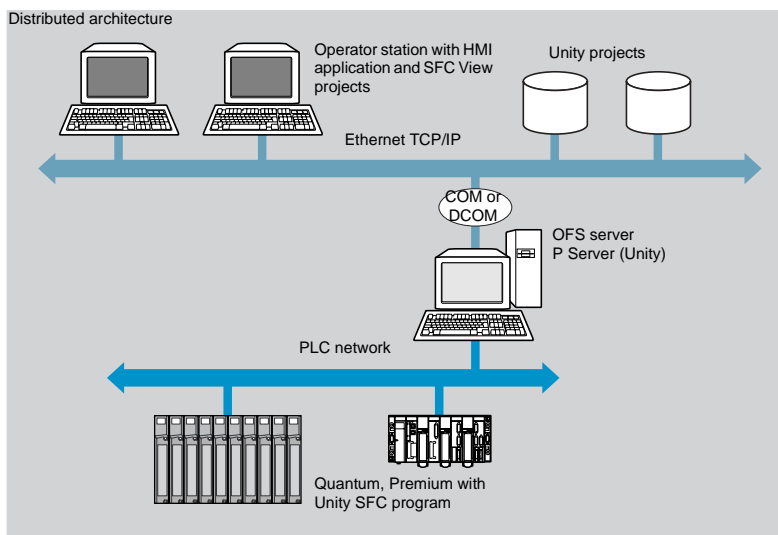 Distributed architecture
Operator station with HMI
application and SFC View
projects
Unity projects
Ethernet TCP/IP
COM or
DCOM
OFS server
P Server (Unity)
PLC network
Quantum, Premium with
Unity SFC program